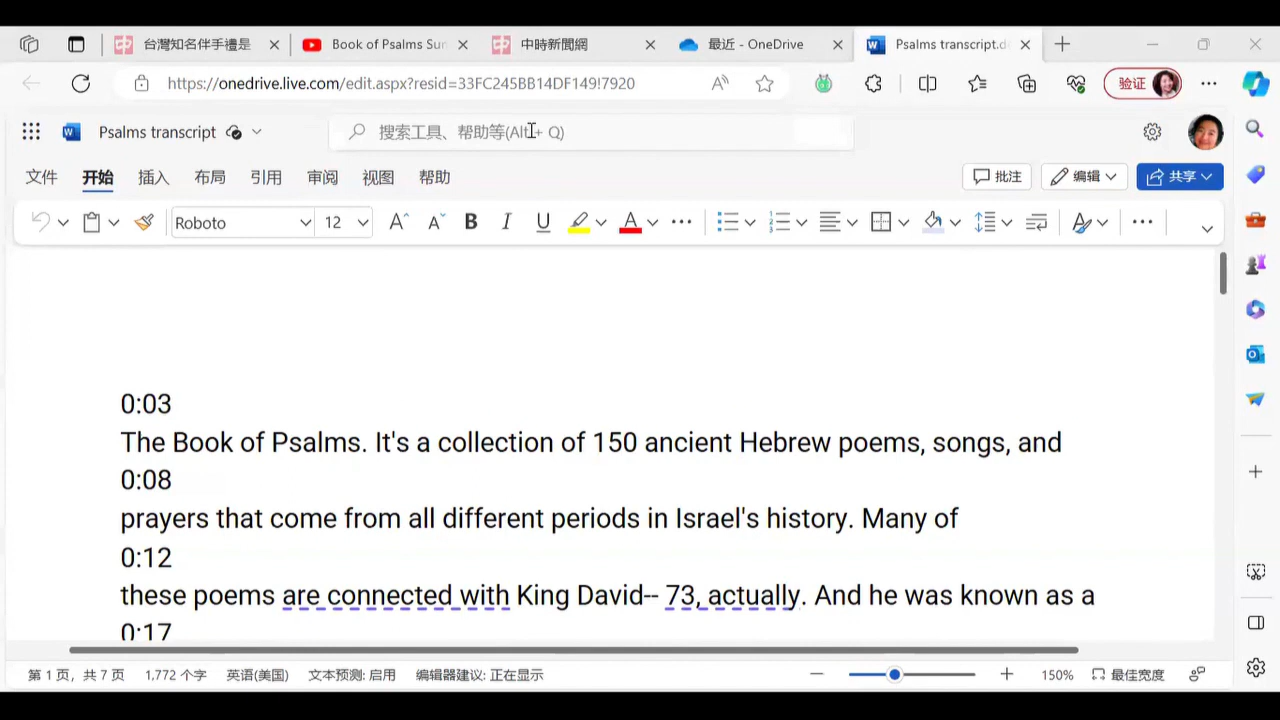 台灣知名伴手禮是
Book of Psalms Sum
中時新聞網
最近 - OneDrive
Psalms transcript.d
https://onedrive.live.com/edit.aspx?resid=33FC245BB14DF149!7920
验证
Psalms transcript
搜索工具、帮助等(Alt + Q)
文件 开始 插入 布局 引用 审阅 视图 帮助
批注 编辑 共享
Roboto 12
0:03
The Book of Psalms. It's a collection of 150 ancient Hebrew poems, songs, and
0:08
prayers that come from all different periods in Israel's history. Many of
0:12
these poems are connected with King David-- 73, actually. And he was known as a
0:17
第 1 页，共 7 页 1,772 个字 英语(美国) 文本预测: 启用 编辑器建议: 正在显示 150% 最佳宽度